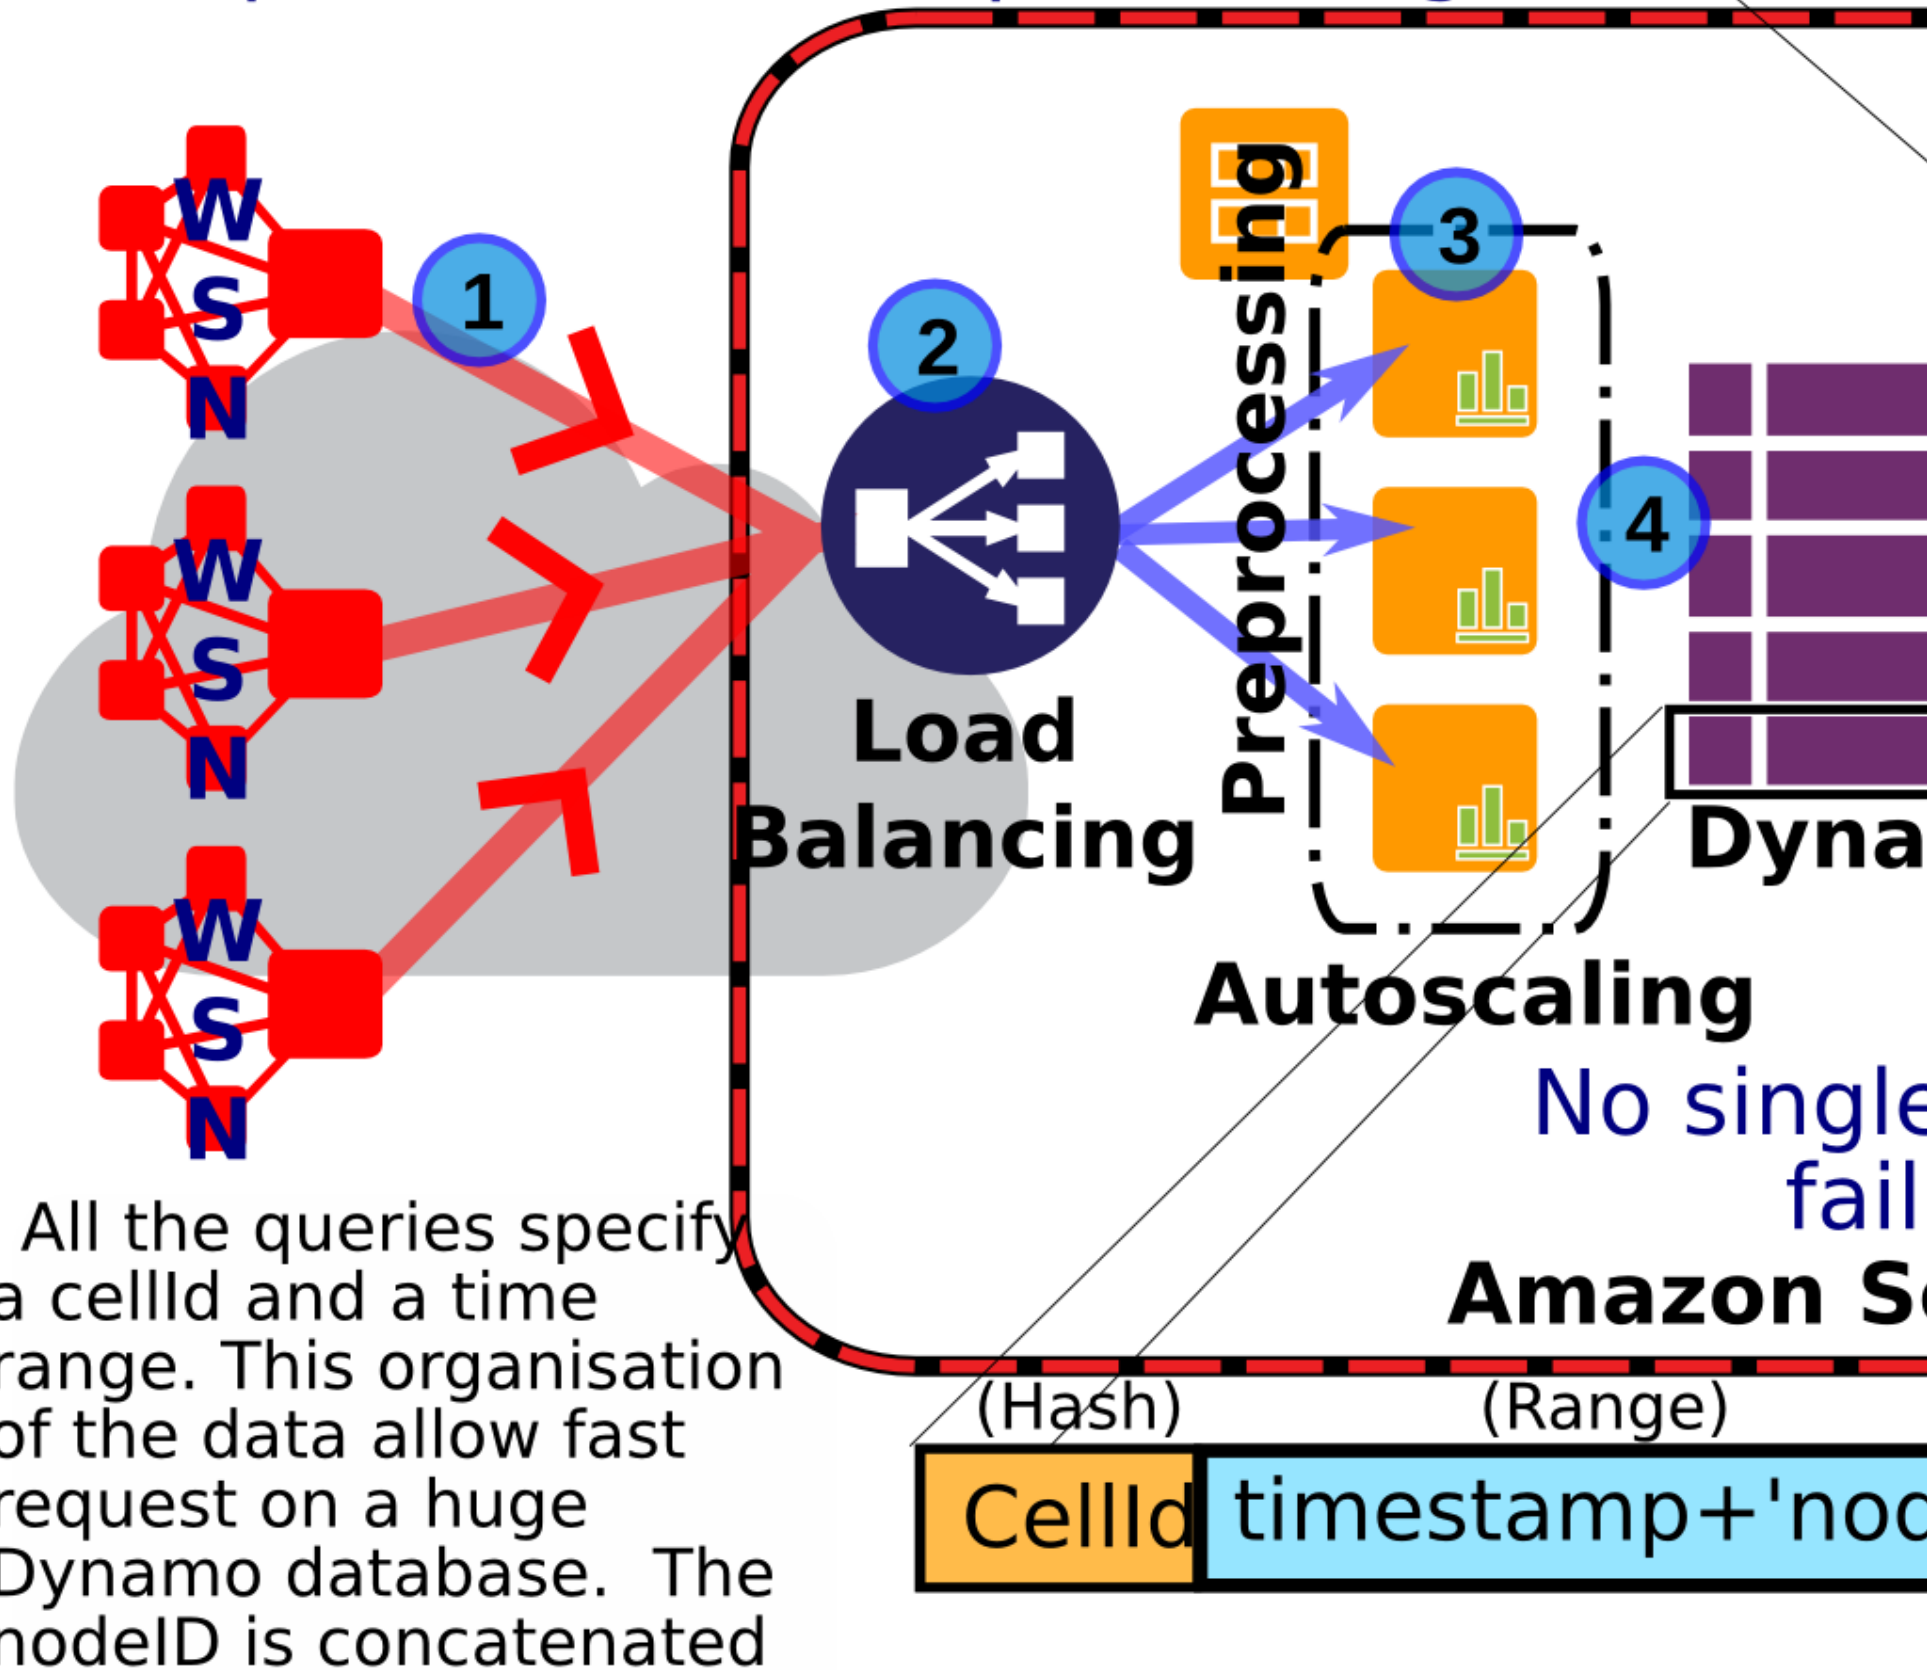 W
S
N
1
W
S
N
W
S
N
2
Load
Balancing
Preprocessing
3
4
Autoscaling
No single
fail
Amazon
(Hash)
(Range)
CellId
timestamp+'nod
All the queries specify
a cellId and a time
range. This organisation
of the data allow fast
request on a huge
Dynamo database. The
nodeID is concatenated